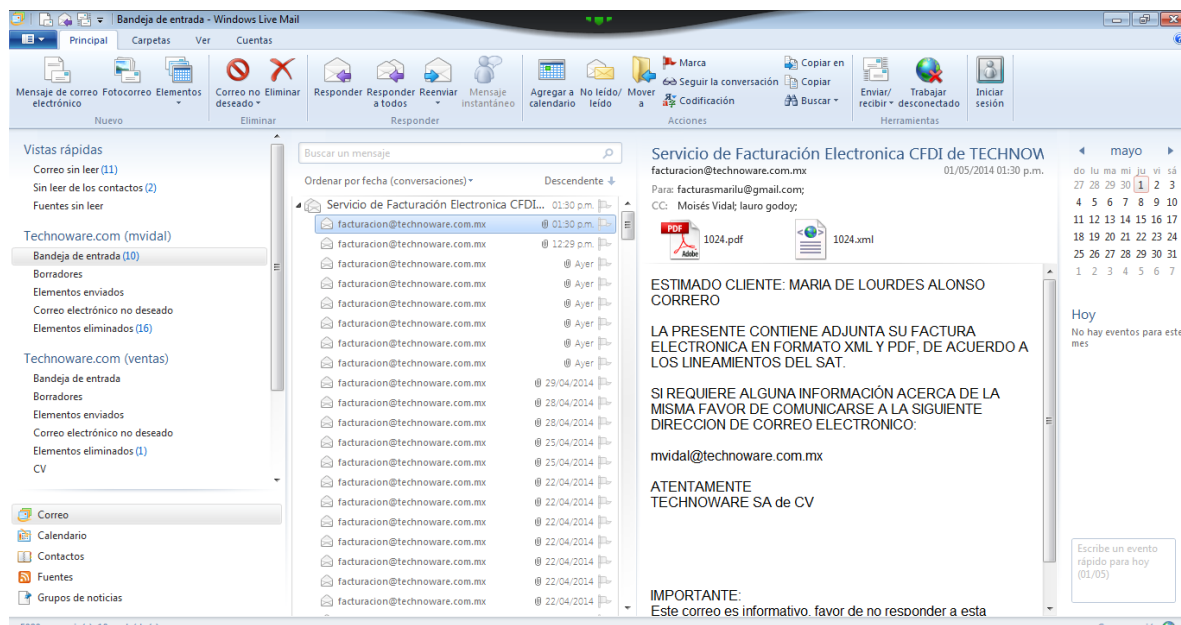 Bandeja de entrada - Windows Live Mail
Principal Carpetas Ver Cuentas
Mensaje de correo electrónico
Fotocorreo
Elementos
Correo no deseado
Eliminar
Responder
Responder a todos
Reenviar
Mensaje instantáneo
Agregar a calendario
No leído/ leído
Mover a
Marca
Seguir la conversación
Codificación
Copiar en
Copiar
Buscar
Enviar/ recibir
Trabajar desconectado
Iniciar sesión
Nuevo
Eliminar
Responder
Acciones
Herramientas
Vistas rápidas
Correo sin leer (11)
Sin leer de los contactos (2)
Fuentes sin leer
Technoware.com (mvidal)
Bandeja de entrada (10)
Borradores
Elementos enviados
Correo electrónico no deseado
Elementos eliminados (16)
Technoware.com (ventas)
Bandeja de entrada
Borradores
Elementos enviados
Correo electrónico no deseado
Elementos eliminados (1)
CV
Correo
Calendario
Contactos
Fuentes
Grupos de noticias
Buscar un mensaje
Ordenar por fecha (conversaciones) Descendente
Servicio de Facturación Electronica CFDI... 01:30 p.m.
facturacion@technoware.com.mx 01:30 p.m.
facturacion@technoware.com.mx 12:29 p.m.
facturacion@technoware.com.mx Ayer
facturacion@technoware.com.mx Ayer
facturacion@technoware.com.mx Ayer
facturacion@technoware.com.mx Ayer
facturacion@technoware.com.mx Ayer
facturacion@technoware.com.mx Ayer
facturacion@technoware.com.mx 29/04/2014
facturacion@technoware.com.mx 28/04/2014
facturacion@technoware.com.mx 28/04/2014
facturacion@technoware.com.mx 25/04/2014
facturacion@technoware.com.mx 25/04/2014
facturacion@technoware.com.mx 22/04/2014
facturacion@technoware.com.mx 22/04/2014
facturacion@technoware.com.mx 22/04/2014
facturacion@technoware.com.mx 22/04/2014
facturacion@technoware.com.mx 22/04/2014
facturacion@technoware.com.mx 22/04/2014
facturacion@technoware.com.mx 22/04/2014
Servicio de Facturación Electronica CFDI de TECHNOW
facturacion@technoware.com.mx 01/05/2014 01:30 p.m.
Para: facturasmarilu@gmail.com;
CC: Moisés Vidal; lauro godoy;
PDF
Adobe
1024.pdf
1024.xml
ESTIMADO CLIENTE: MARIA DE LOURDES ALONSO
CORRERO
LA PRESENTE CONTIENE ADJUNTA SU FACTURA
ELECTRONICA EN FORMATO XML Y PDF, DE ACUERDO A
LOS LINEAMIENTOS DEL SAT.
SI REQUIERE ALGUNA INFORMACIÓN ACERCA DE LA
MISMA FAVOR DE COMUNICARSE A LA SIGUIENTE
DIRECCION DE CORREO ELECTRONICO:
mvidal@technoware.com.mx
ATENTAMENTE
TECHNOWARE SA de CV
IMPORTANTE:
Este correo es informativo, favor de no responder a esta
mayo
do lu ma mi ju vi sá
27 28 29 30 1 2 3
4 5 6 7 8 9 10
11 12 13 14 15 16 17
18 19 20 21 22 23 24
25 26 27 28 29 30 31
1 2 3 4 5 6 7
Hoy
No hay eventos para este
mes
Escribe un evento
rápido para hoy
(01/05)